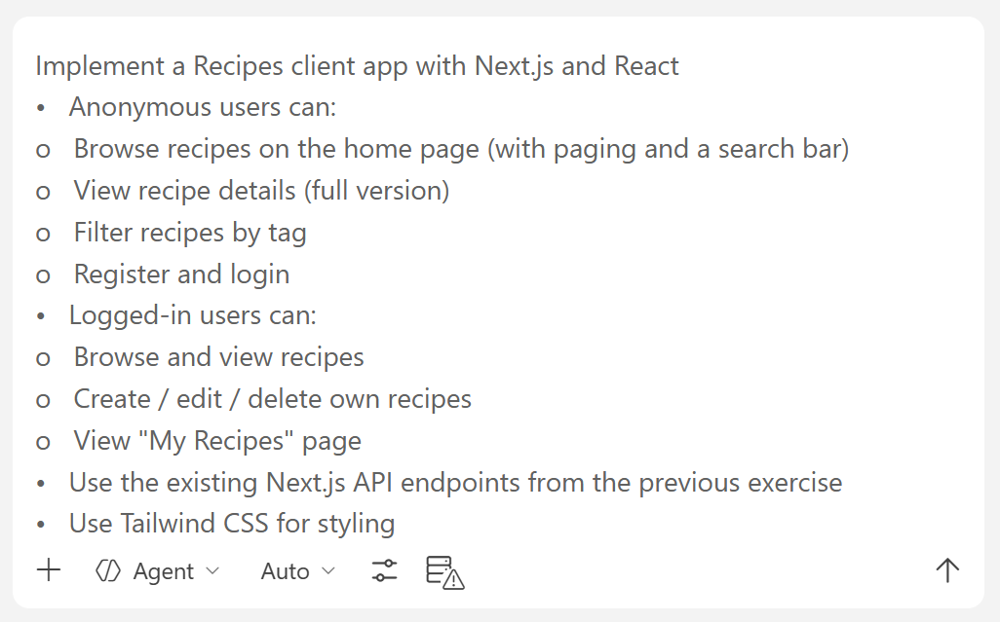 Implement a Recipes client app with Next.js and React
• Anonymous users can:
o Browse recipes on the home page (with paging and a search bar)
o View recipe details (full version)
o Filter recipes by tag
o Register and login
• Logged-in users can:
o Browse and view recipes
o Create / edit / delete own recipes
o View "My Recipes" page
• Use the existing Next.js API endpoints from the previous exercise
• Use Tailwind CSS for styling
Agent Auto